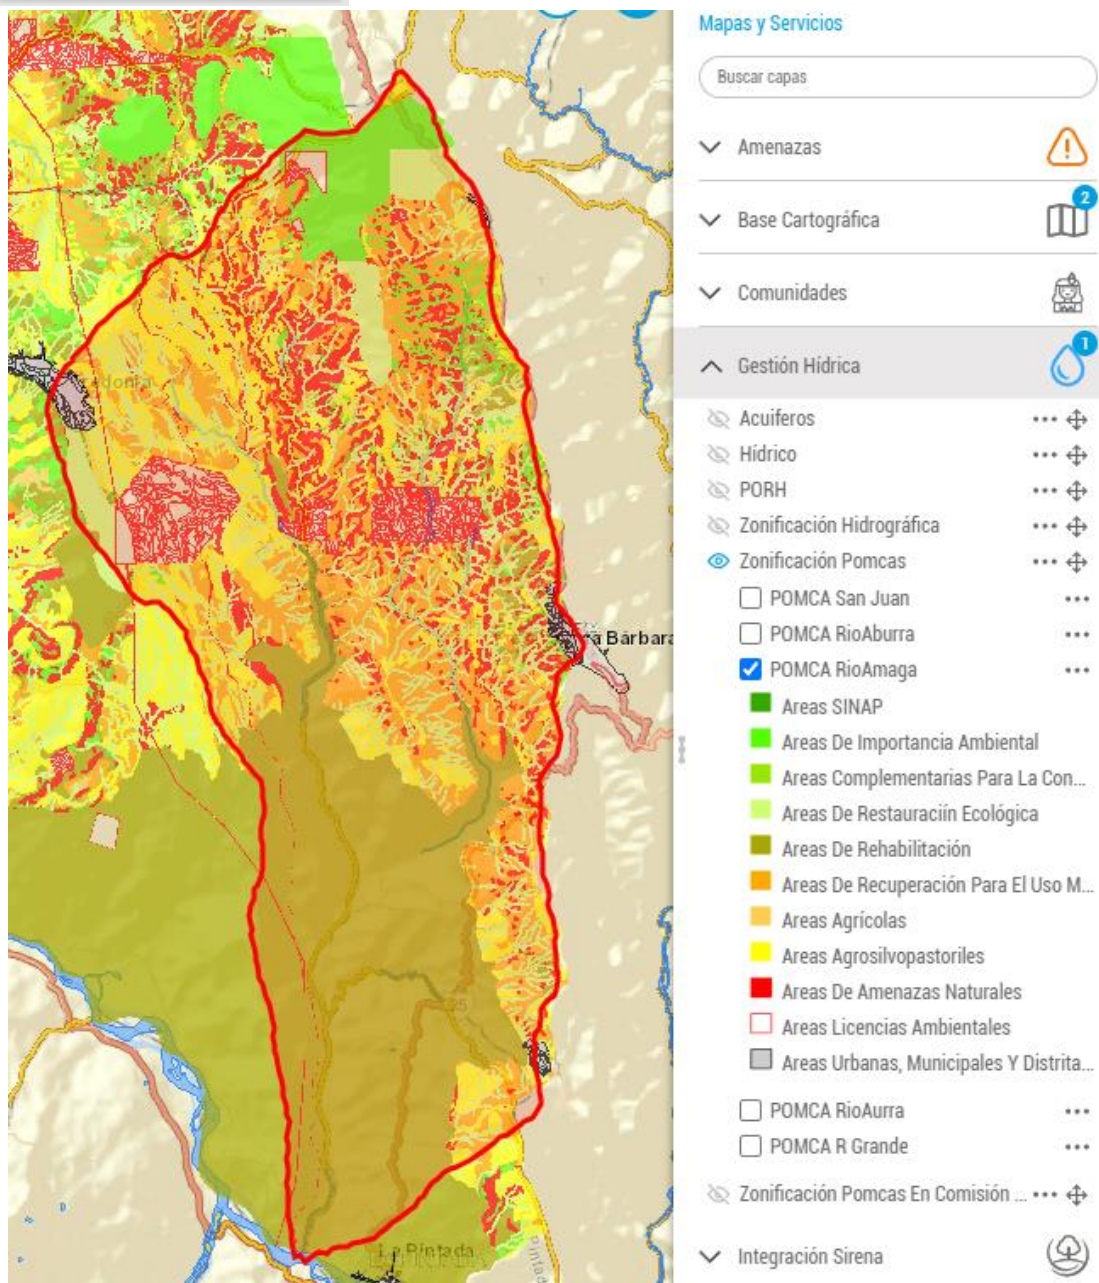 Mapas y Servicios
Buscar capas
Amenazas
Base Cartográfica
2
Comunidades
Gestión Hídrica
1
Acuiferos
Hídrico
PORH
Zonificación Hidrográfica
Zonificación Pomcas
POMCA San Juan
POMCA RioAburra
POMCA RioAmaga
Areas SINAP
Areas De Importancia Ambiental
Areas Complementarias Para La Con...
Areas De Restauraciín Ecológica
Areas De Rehabilitación
Areas De Recuperación Para El Uso M...
Areas Agrícolas
Areas Agrosilvopastoriles
Areas De Amenazas Naturales
Areas Licencias Ambientales
Areas Urbanas, Municipales Y Distrita...
POMCA RioAurra
POMCA R Grande
Zonificación Pomcas En Comisión ...
Integración Sirena
edonia
a Bárbara
25
La Pintada
Pintad